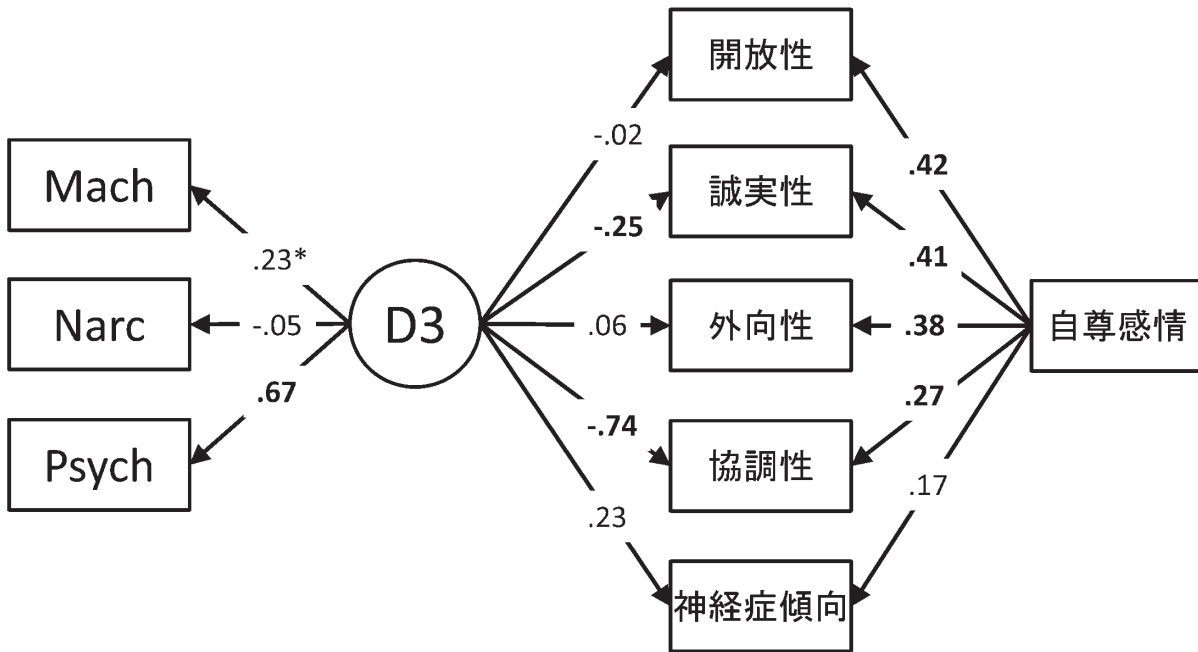 Mach
Narc
Psych
.23*
-.05
.67
D3
-.02
-.25
.06
-.74
.23
開放性
誠実性
外向性
協調性
神経症傾向
.42
.41
.38
.27
.17
自尊感情